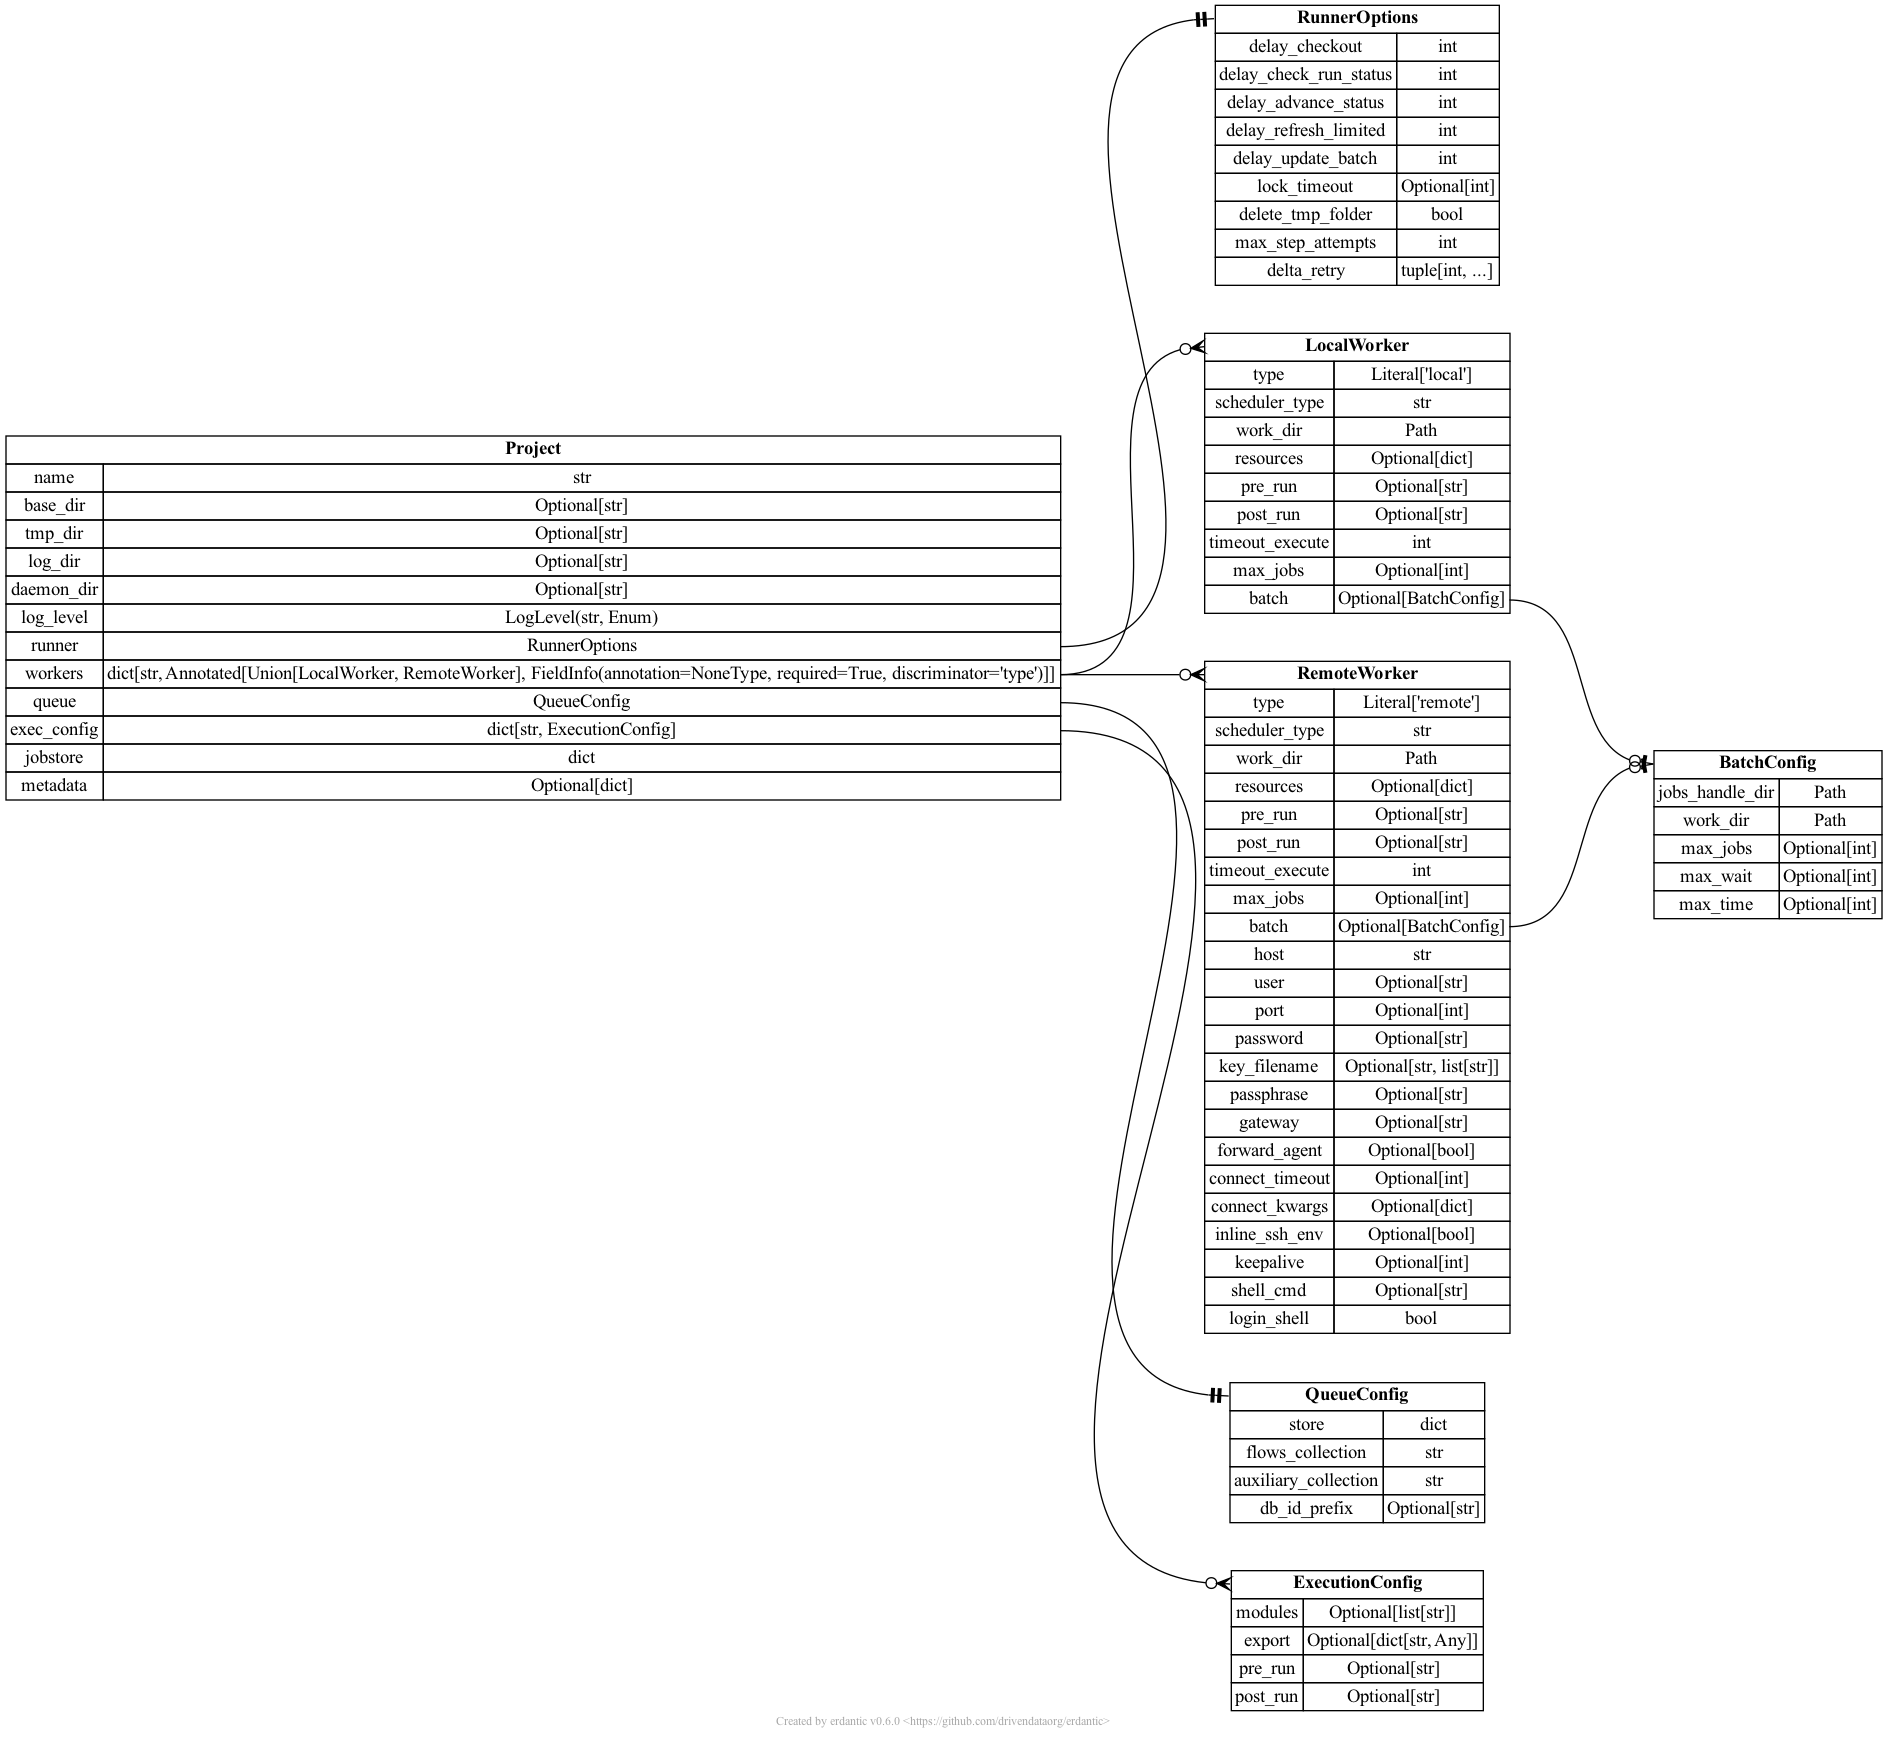 RunnerOptions
delay_checkout int
delay_check_run_status int
delay_advance_status int
delay_refresh_limited int
delay_update_batch int
lock_timeout Optional[int]
delete_tmp_folder bool
max_step_attempts int
delta_retry tuple[int, ...]
LocalWorker
type Literal['local']
scheduler_type str
work_dir Path
resources Optional[dict]
pre_run Optional[str]
post_run Optional[str]
timeout_execute int
max_jobs Optional[int]
batch Optional[BatchConfig]
Project
name str
base_dir Optional[str]
tmp_dir Optional[str]
log_dir Optional[str]
daemon_dir Optional[str]
log_level LogLevel(str, Enum)
runner RunnerOptions
workers dict[str, Annotated[Union[LocalWorker, RemoteWorker], FieldInfo(annotation=NoneType, required=True, discriminator='type')]]
queue QueueConfig
exec_config dict[str, ExecutionConfig]
jobstore dict
metadata Optional[dict]
RemoteWorker
type Literal['remote']
scheduler_type str
work_dir Path
resources Optional[dict]
pre_run Optional[str]
post_run Optional[str]
timeout_execute int
max_jobs Optional[int]
batch Optional[BatchConfig]
host str
user Optional[str]
port Optional[int]
password Optional[str]
key_filename Optional[str, list[str]]
passphrase Optional[str]
gateway Optional[str]
forward_agent Optional[bool]
connect_timeout Optional[int]
connect_kwargs Optional[dict]
inline_ssh_env Optional[bool]
keepalive Optional[int]
shell_cmd Optional[str]
login_shell bool
BatchConfig
jobs_handle_dir Path
work_dir Path
max_jobs Optional[int]
max_wait Optional[int]
max_time Optional[int]
QueueConfig
store dict
flows_collection str
auxiliary_collection str
db_id_prefix Optional[str]
ExecutionConfig
modules Optional[list[str]]
export Optional[dict[str, Any]]
pre_run Optional[str]
post_run Optional[str]
Created by erdantic v0.6.0 <https://github.com/drivendataorg/erdantic>